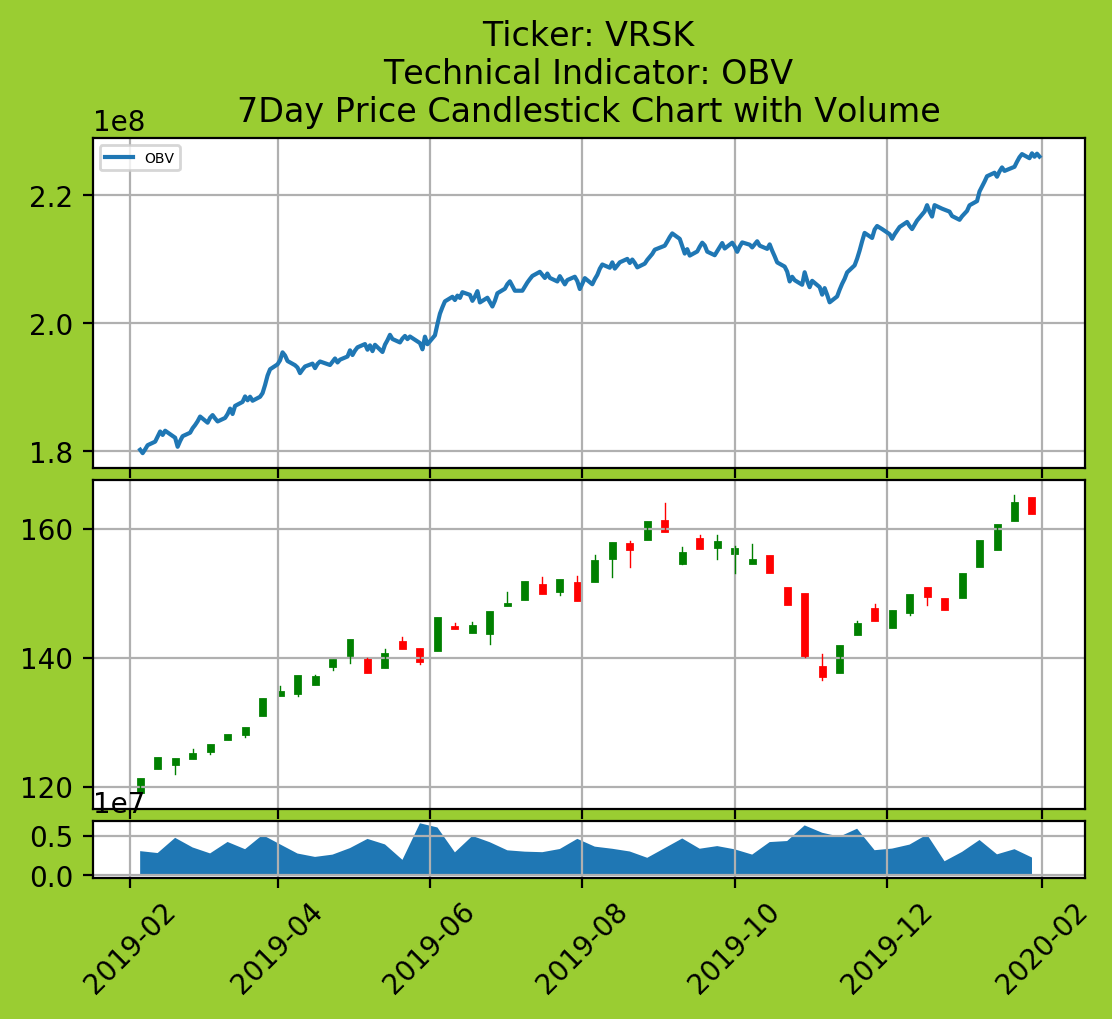 Ticker: VRSK
Technical Indicator: OBV
7Day Price Candlestick Chart with Volume
1e8
OBV
2.2
2.0
1.8
160
140
120
1e7
0.5
0.0
2019-02
2019-04
2019-06
2019-08
2019-10
2019-12
2020-02